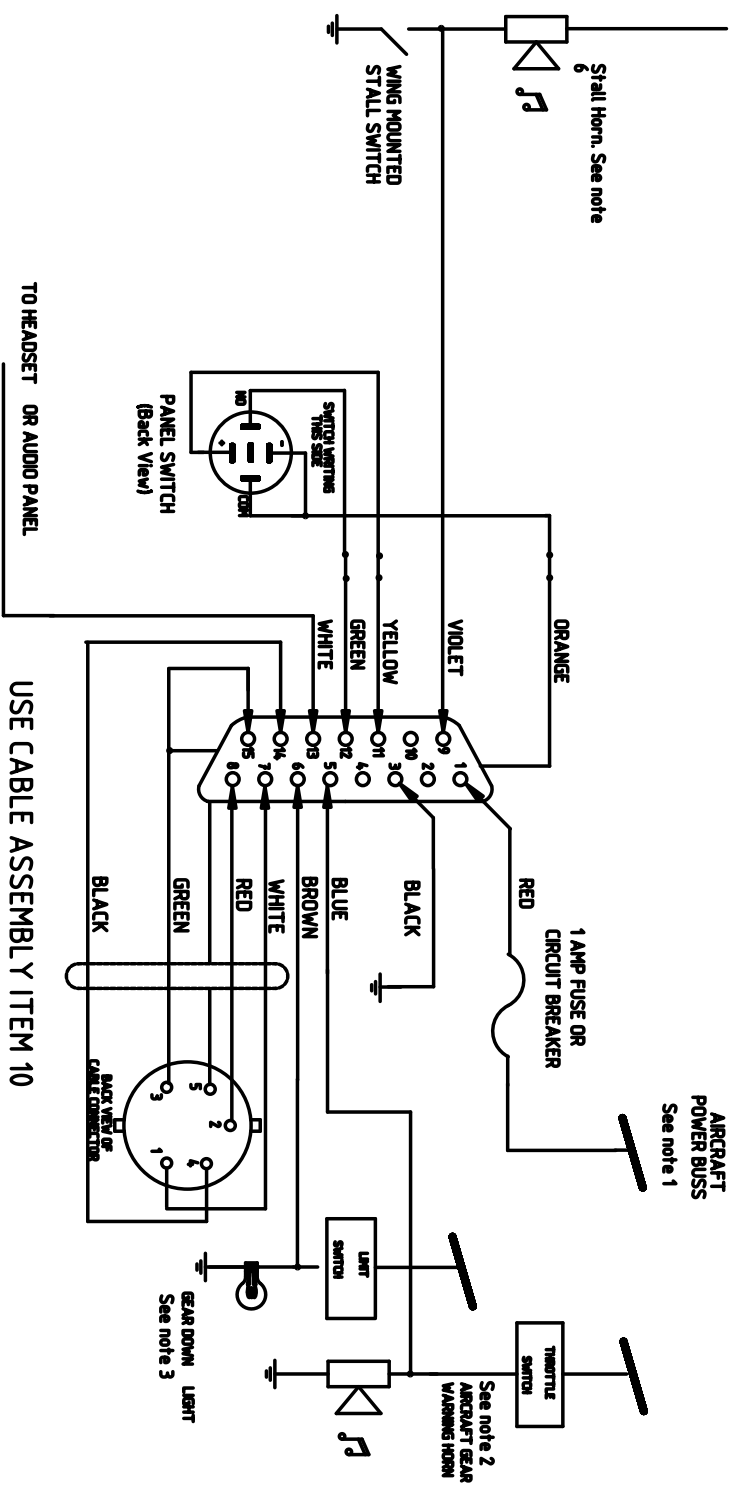 Stall Horn. See note
6
WING MOUNTED
STALL SWITCH
TO HEADSET OR AUDIO PANEL
PANEL SWITCH
(Back View)
SWITCH WRITING
THIS SIDE
NO
COM
+
-
ORANGE
VIOLET
YELLOW
GREEN
WHITE
9
10
11
12
13
14
15
1
2
3
4
5
6
7
8
RED
1 AMP FUSE OR
CIRCUIT BREAKER
AIRCRAFT
POWER BUSS
See note 1
BLACK
BLUE
BROWN
WHITE
RED
GREEN
BLACK
BACK VIEW OF
CABLE CONNECTOR
3
5
2
1
4
LIMIT
SWITCH
THROTTLE
SWITCH
GEAR DOWN LIGHT
See note 3
See note 2
AIRCRAFT GEAR
WARNING HORN
USE CABLE ASSEMBLY ITEM 10